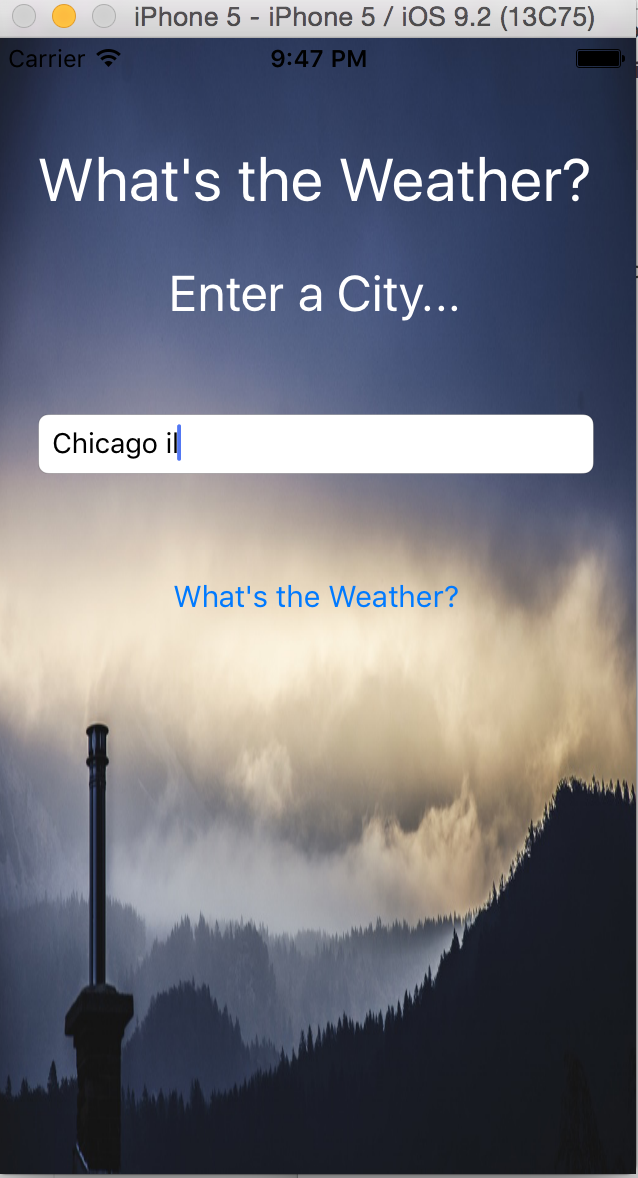 iPhone 5 - iPhone 5 / iOS 9.2 (13C75)
Carrier 9:47 PM
What's the Weather?
Enter a City...
Chicago il
What's the Weather?